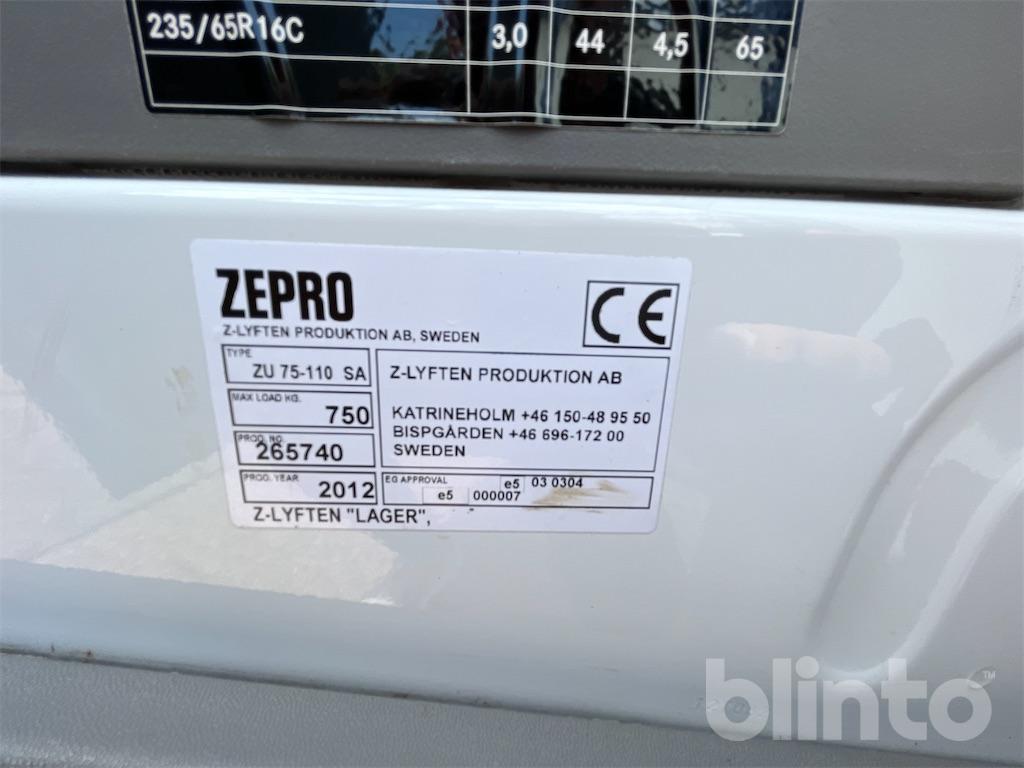 235/65R16C 3,0 44 4,5 65
ZEPRO
Z-LYFTEN PRODUKTION AB, SWEDEN
CE
TYPE
ZU 75-110 SA
MAX LOAD KG.
750
PROD. NO.
265740
PROD. YEAR
2012
Z-LYFTEN PRODUKTION AB
KATRINEHOLM +46 150-48 95 50
BISPGÅRDEN +46 696-172 00
SWEDEN
EG APPROVAL
e5 03 0304
e5 000007
Z-LYFTEN "LAGER",
blinto™